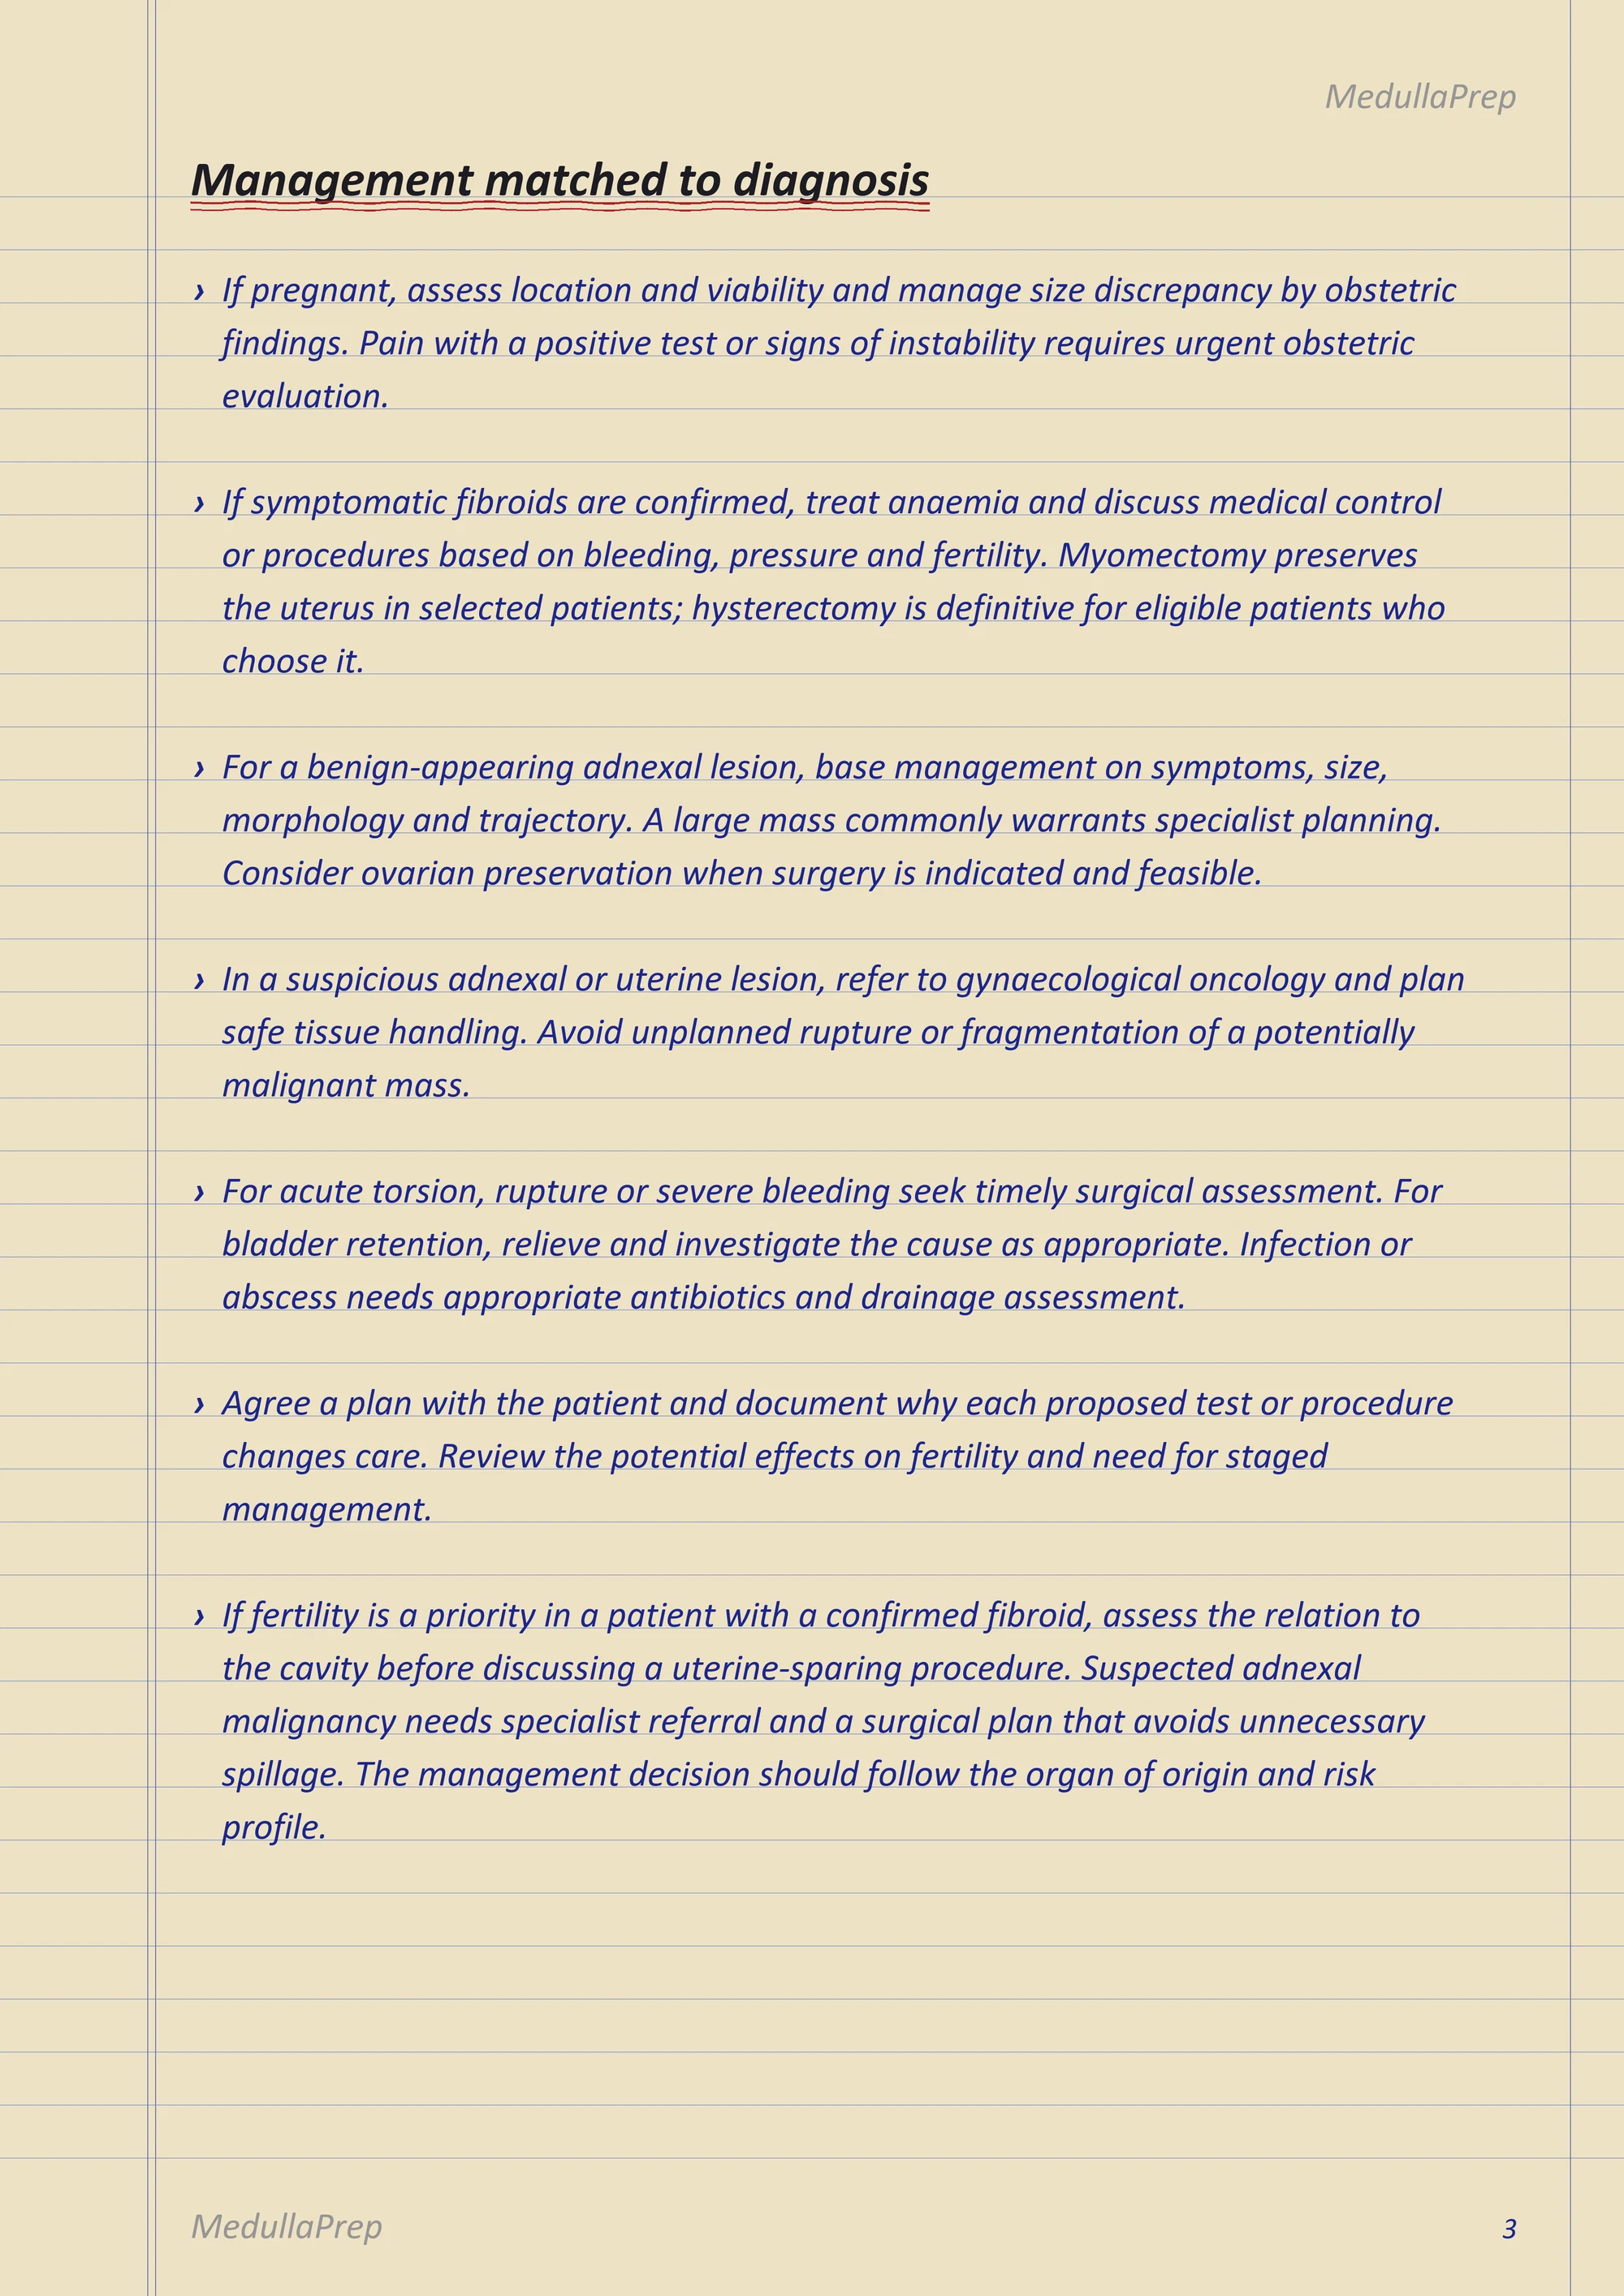 MedullaPrep
Management matched to diagnosis
› If pregnant, assess location and viability and manage size discrepancy by obstetric
findings. Pain with a positive test or signs of instability requires urgent obstetric
evaluation.
› If symptomatic fibroids are confirmed, treat anaemia and discuss medical control
or procedures based on bleeding, pressure and fertility. Myomectomy preserves
the uterus in selected patients; hysterectomy is definitive for eligible patients who
choose it.
› For a benign-appearing adnexal lesion, base management on symptoms, size,
morphology and trajectory. A large mass commonly warrants specialist planning.
Consider ovarian preservation when surgery is indicated and feasible.
› In a suspicious adnexal or uterine lesion, refer to gynaecological oncology and plan
safe tissue handling. Avoid unplanned rupture or fragmentation of a potentially
malignant mass.
› For acute torsion, rupture or severe bleeding seek timely surgical assessment. For
bladder retention, relieve and investigate the cause as appropriate. Infection or
abscess needs appropriate antibiotics and drainage assessment.
› Agree a plan with the patient and document why each proposed test or procedure
changes care. Review the potential effects on fertility and need for staged
management.
› If fertility is a priority in a patient with a confirmed fibroid, assess the relation to
the cavity before discussing a uterine-sparing procedure. Suspected adnexal
malignancy needs specialist referral and a surgical plan that avoids unnecessary
spillage. The management decision should follow the organ of origin and risk
profile.
MedullaPrep
3